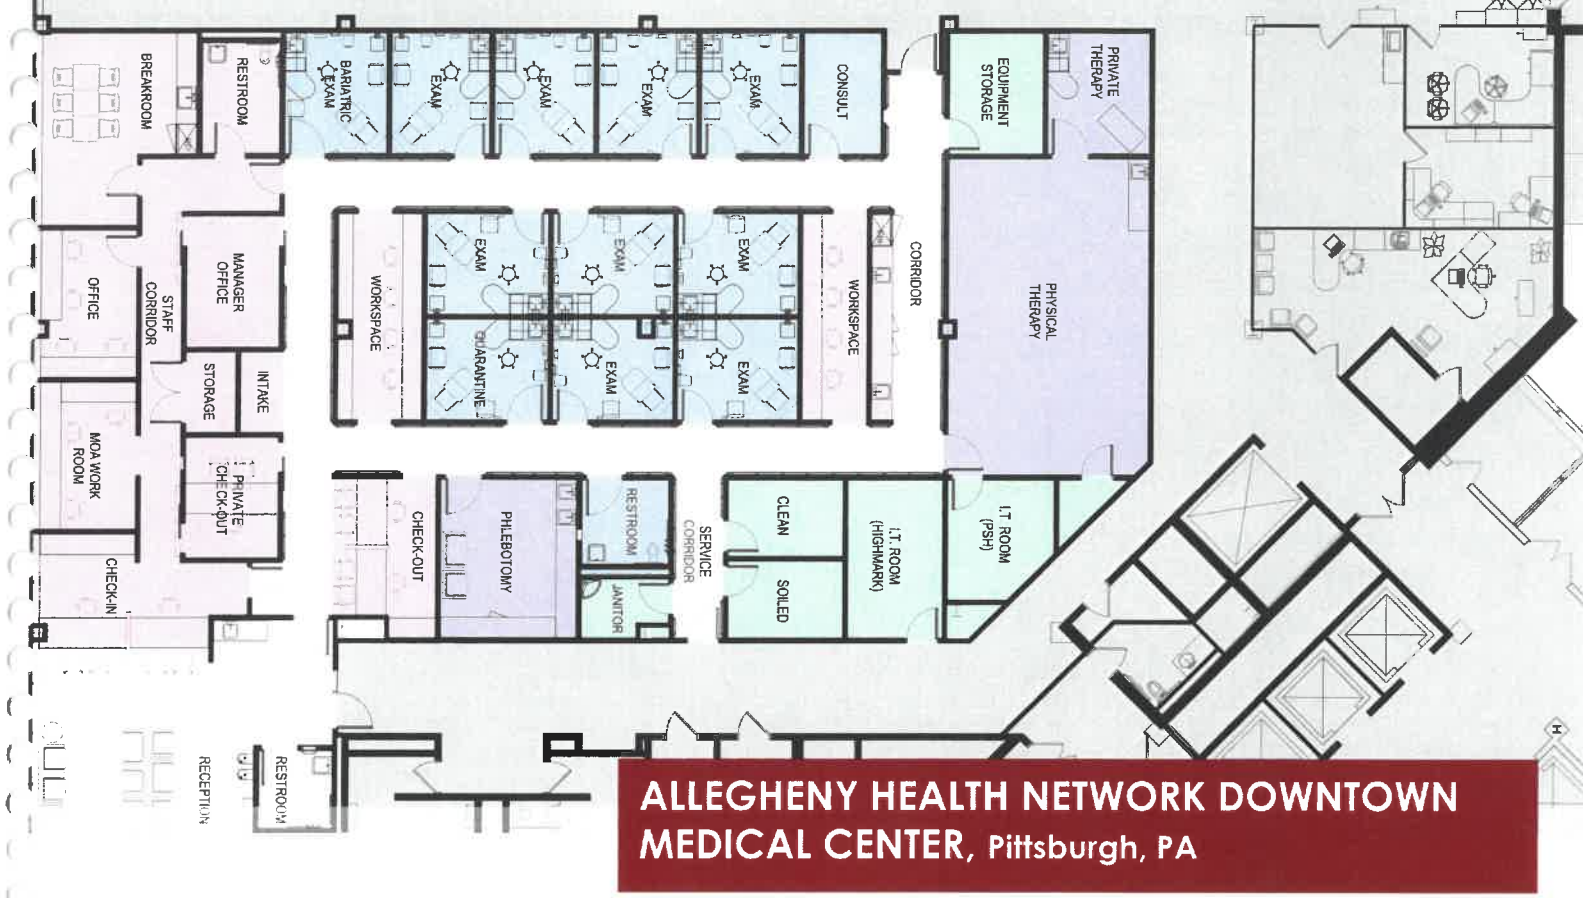 BREAKROOM
RESTROOM
BARIATRIC
EXAM
EXAM
EXAM
EXAM
EXAM
CONSULT
EQUIPMENT
STORAGE
PRIVATE
THERAPY
OFFICE
STAFF
CORRIDOR
MANAGER
OFFICE
WORKSPACE
EXAM
EXAM
EXAM
WORKSPACE
CORRIDOR
PHYSICAL
THERAPY
QUARANTINE
EXAM
EXAM
STORAGE
INTAKE
MOA WORK
ROOM
PRIVATE
CHECK-OUT
CHECK-OUT
PHLEBOTOMY
RESTROOM
SERVICE
CORRIDOR
CLEAN
I.T. ROOM
(HIGHMARK)
I.T. ROOM
(PSH)
CHECK-IN
JANITOR
SOILED
RECEPTION
RESTROOM
H
ALLEGHENY HEALTH NETWORK DOWNTOWN
MEDICAL CENTER, Pittsburgh, PA